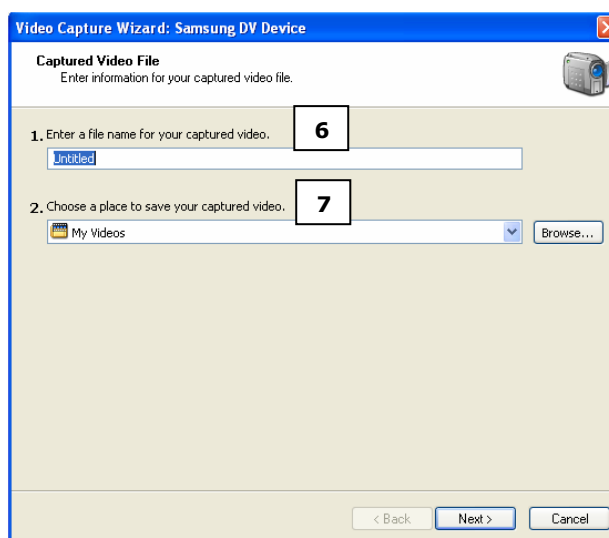 Video Capture Wizard: Samsung DV Device
Captured Video File
Enter information for your captured video file.
1. Enter a file name for your captured video.
6
Untitled
2. Choose a place to save your captured video.
7
My Videos
Browse...
< Back
Next >
Cancel